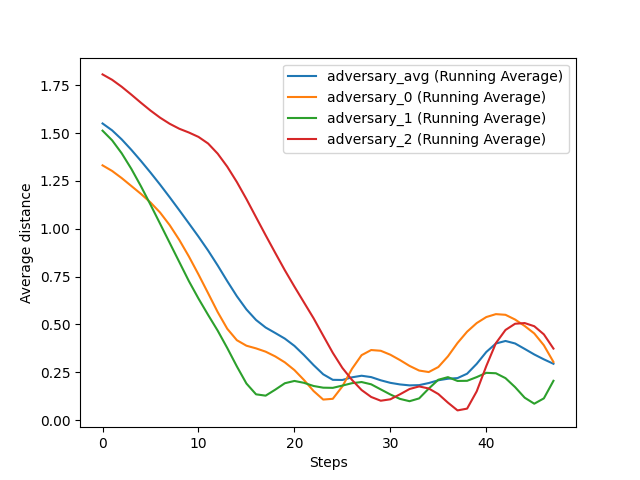 adversary_avg (Running Average)
adversary_0 (Running Average)
adversary_1 (Running Average)
adversary_2 (Running Average)
1.75
1.50
1.25
1.00
0.75
0.50
0.25
0.00
Average distance
0 10 20 30 40
Steps